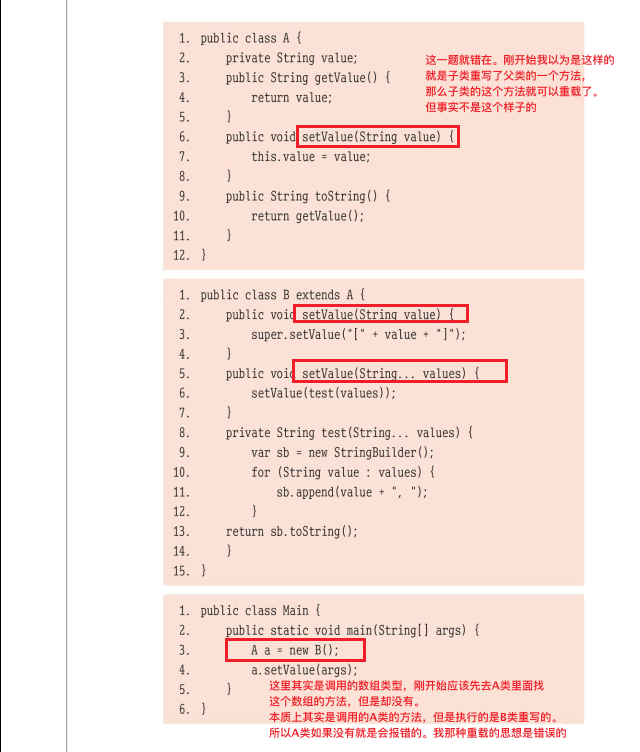 1. public class A {
2.     private String value;
3.     public String getValue() {
4.         return value;
5.     }
6.     public void setValue(String value) {
7.         this.value = value;
8.     }
9.     public String toString() {
10.         return getValue();
11.     }
12. }
这一题就错在。刚开始我以为是这样的
就是子类重写了父类的一个方法,
那么子类的这个方法就可以重载了。
但事实不是这个样子的
1. public class B extends A {
2.     public void setValue(String value) {
3.         super.setValue("[" + value + "]");
4.     }
5.     public void setValue(String... values) {
6.         setValue(test(values));
7.     }
8.     private String test(String... values) {
9.         var sb = new StringBuilder();
10.         for (String value : values) {
11.             sb.append(value + ", ");
12.         }
13.     return sb.toString();
14.     }
15. }
1. public class Main {
2.     public static void main(String[] args) {
3.         A a = new B();
4.         a.setValue(args);
5.     }
6. }
这里其实是调用的数组类型，刚开始应该先去A类里面找
这个数组的方法，但是却没有。
本质上其实是调用的A类的方法，但是执行的是B类重写的。
所以A类如果没有就是会报错的。我那种重载的思想是错误的